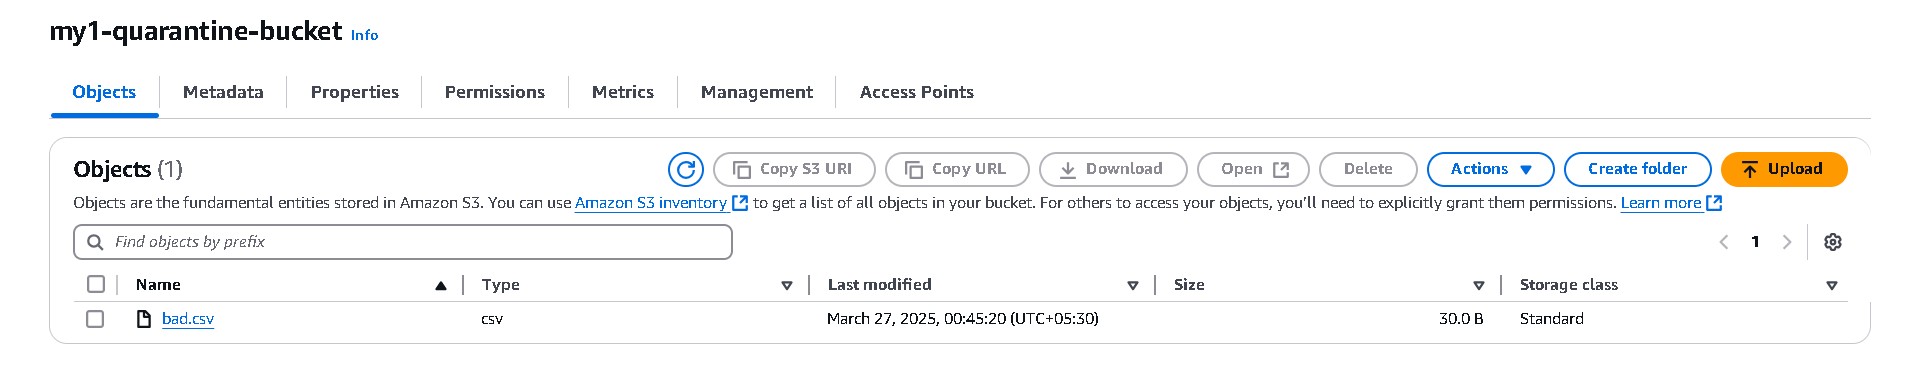 my1-quarantine-bucket Info
Objects Metadata Properties Permissions Metrics Management Access Points
Objects (1) Copy S3 URI Copy URL Download Open Delete Actions Create folder Upload
Objects are the fundamental entities stored in Amazon S3. You can use Amazon S3 inventory to get a list of all objects in your bucket. For others to access your objects, you'll need to explicitly grant them permissions. Learn more
Find objects by prefix 1
Name Type Last modified Size Storage class
bad.csv csv March 27, 2025, 00:45:20 (UTC+05:30) 30.0 B Standard